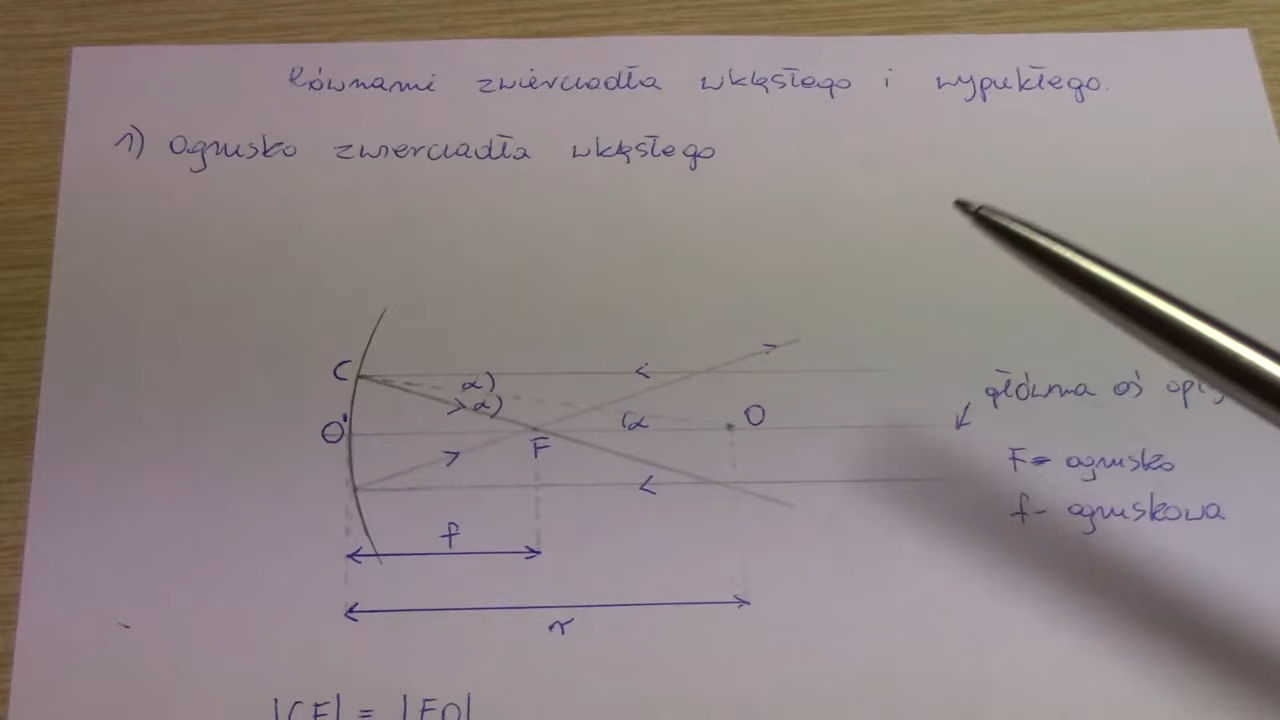 Równanie zwierciadła wklęsłego i wypukłego.
1) Ognisko zwierciadła wklęsłego
C
α)
α)
O'
F
(α
O
główna oś
F - ognisko
f - ogniskowa
f
r
|CF| = |FO|